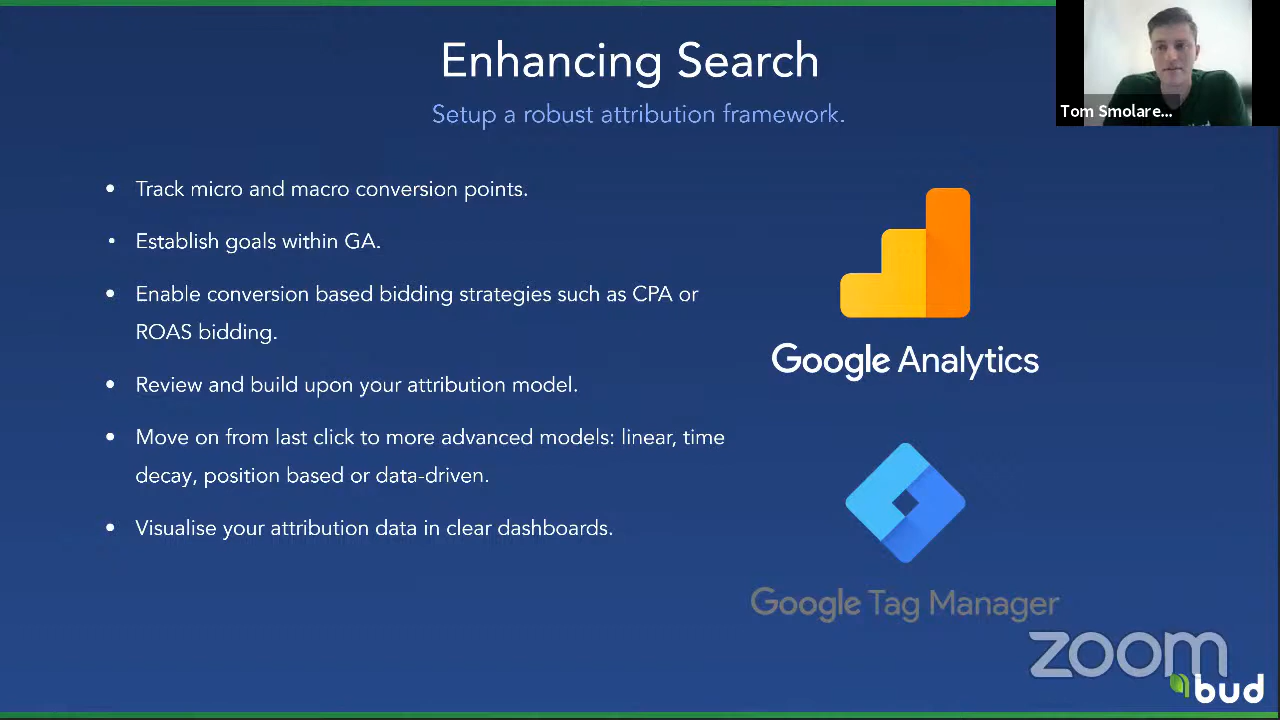 Enhancing Search
Setup a robust attribution framework.
Tom Smolare...
• Track micro and macro conversion points.
• Establish goals within GA.
• Enable conversion based bidding strategies such as CPA or
ROAS bidding.
• Review and build upon your attribution model.
• Move on from last click to more advanced models: linear, time
decay, position based or data-driven.
• Visualise your attribution data in clear dashboards.
Google Analytics
Google Tag Manager
zoom
bud